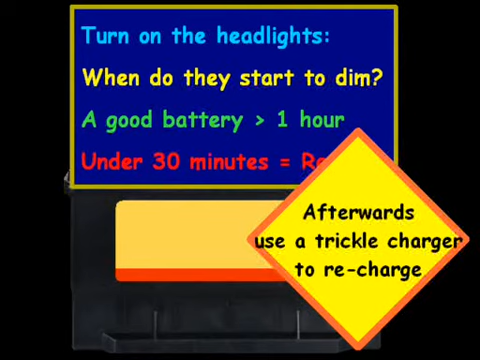 Turn on the headlights:
When do they start to dim?
A good battery > 1 hour
Under 30 minutes =
Afterwards
use a trickle charger
to re-charge